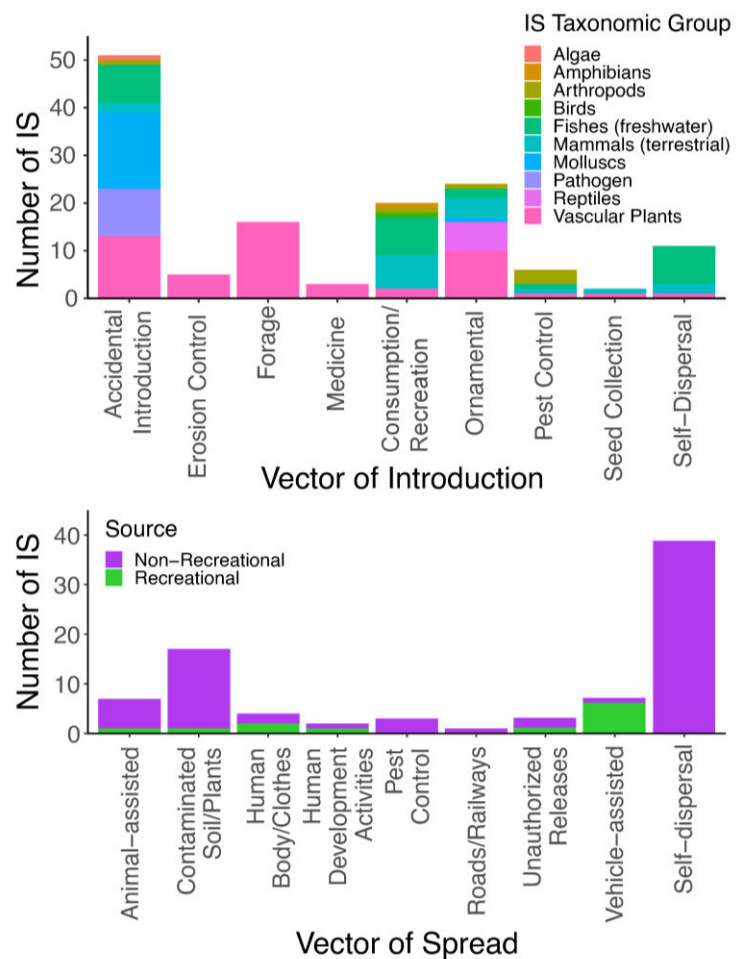 IS Taxonomic Group
Algae
Amphibians
Arthropods
Birds
Fishes (freshwater)
Mammals (terrestrial)
Molluscs
Pathogen
Reptiles
Vascular Plants
Number of IS
50
40
30
20
10
0
Accidental
Introduction
Erosion Control
Forage
Medicine
Consumption/
Recreation
Ornamental
Pest Control
Seed Collection
Self-Dispersal
Vector of Introduction
Source
Non-Recreational
Recreational
Number of IS
40
30
20
10
0
Animal-assisted
Contaminated
Soil/Plants
Human
Body/Clothes
Human
Development
Activities
Pest
Control
Roads/Railways
Unauthorized
Releases
Vehicle-assisted
Self-dispersal
Vector of Spread